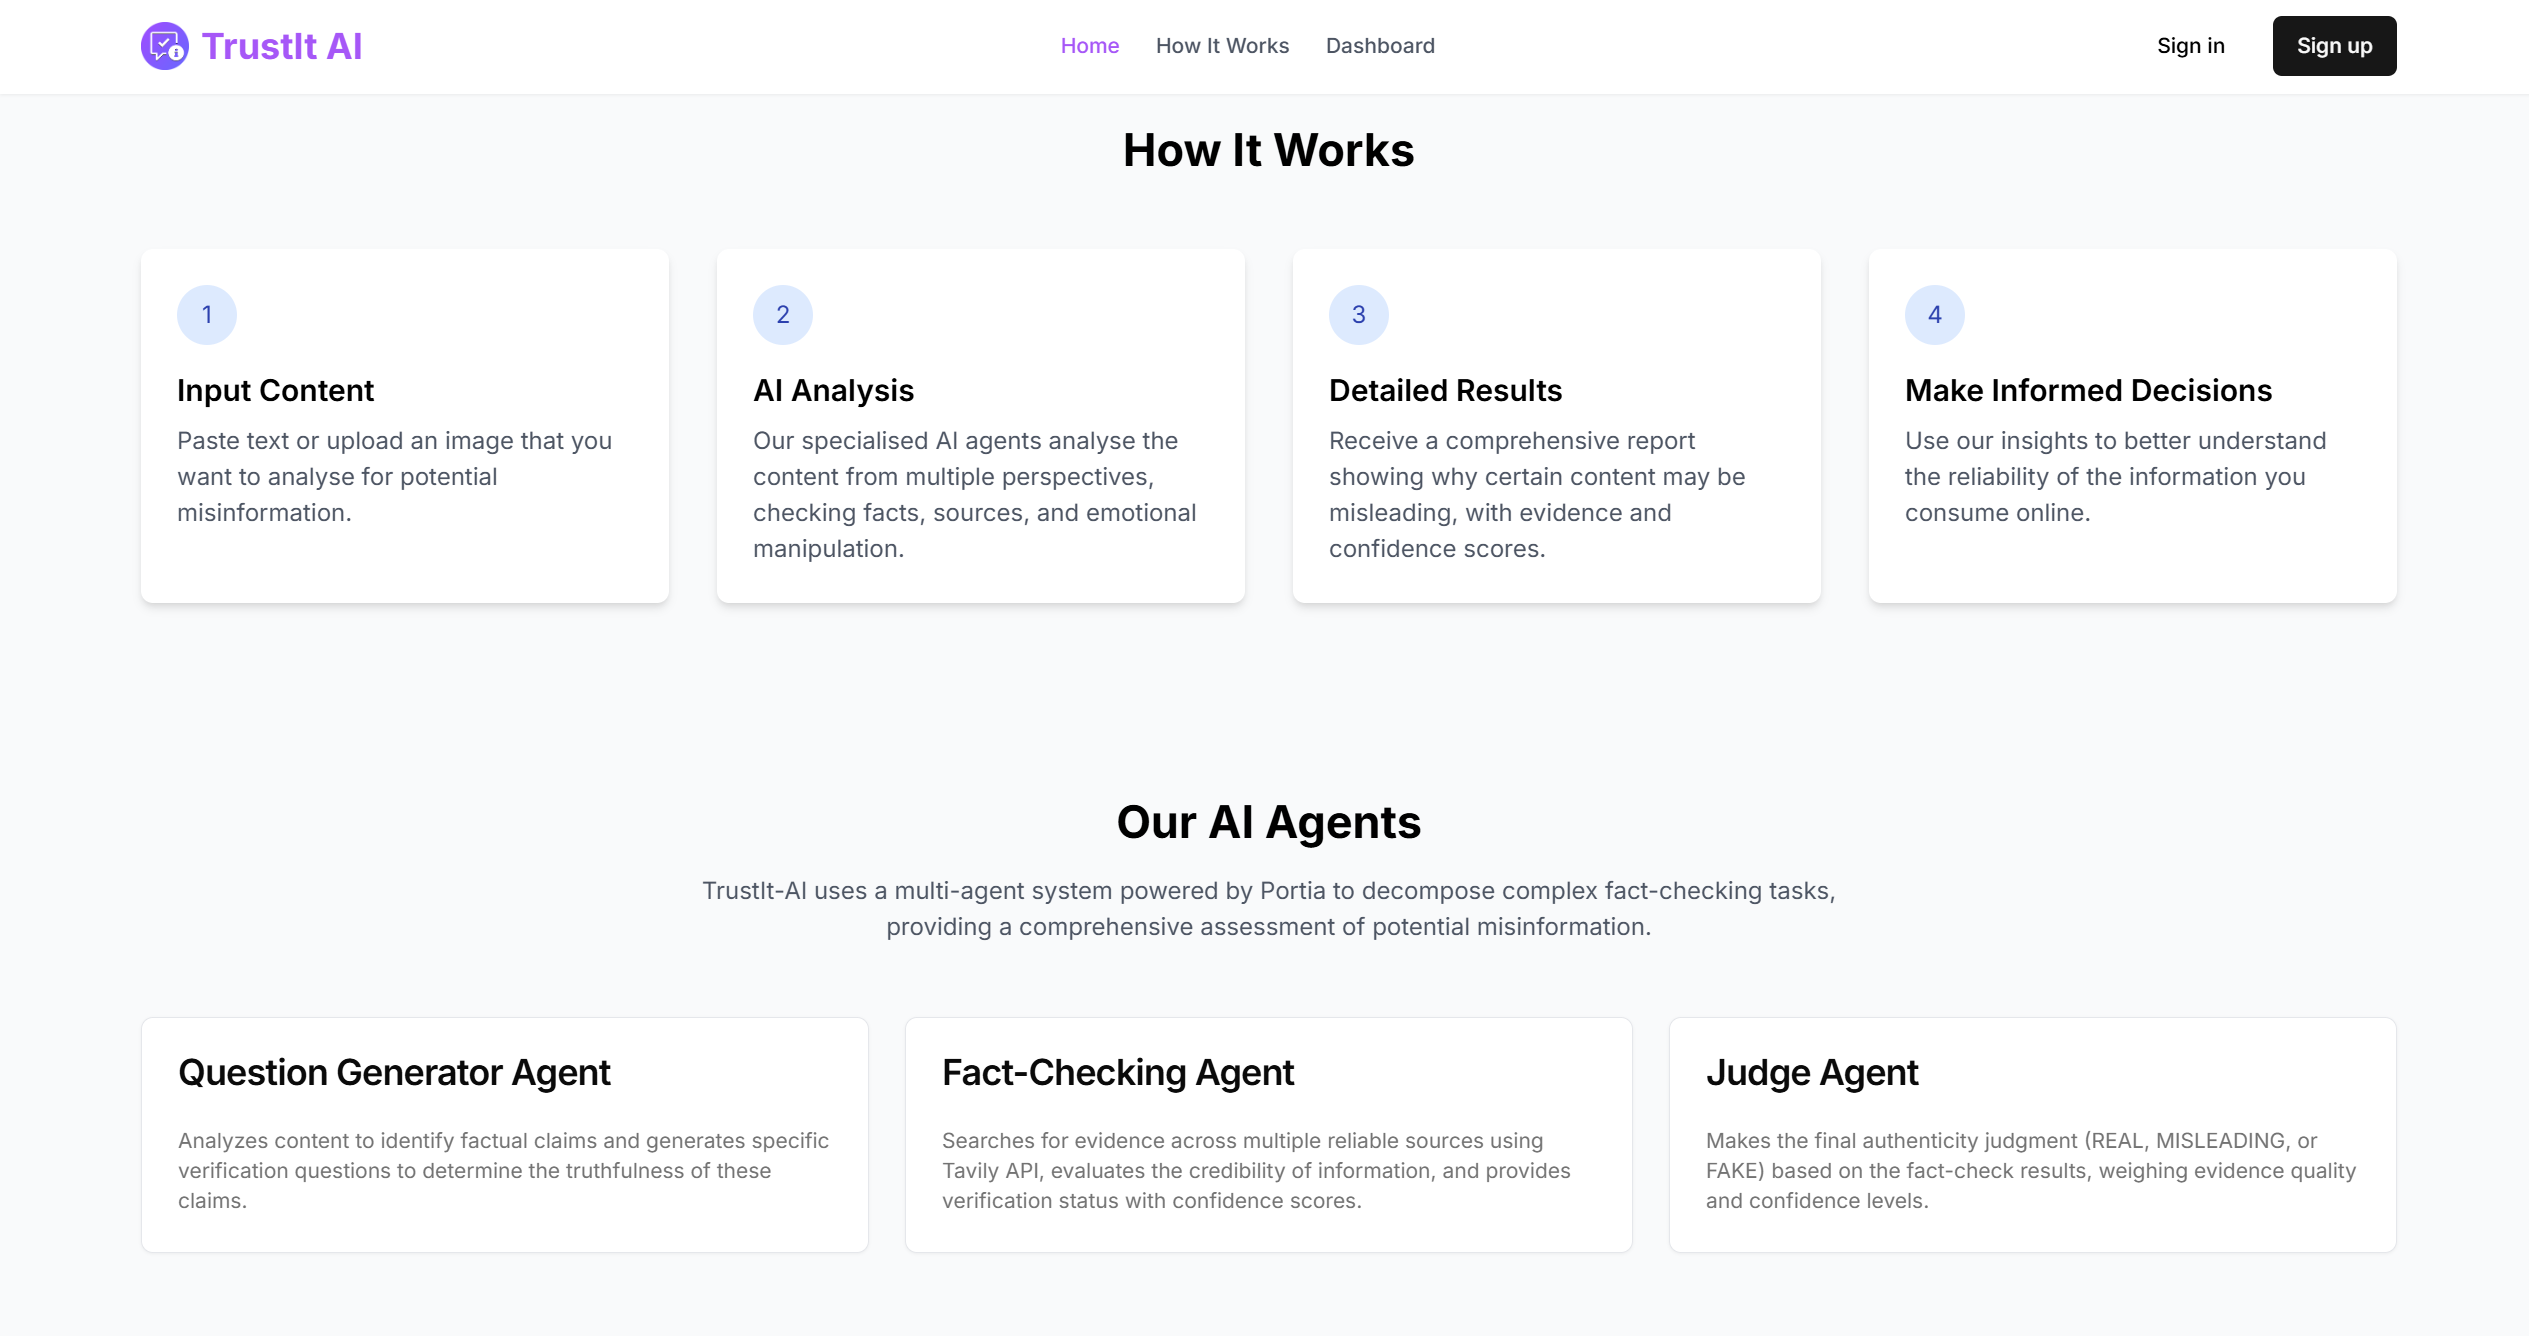 TrustIt AI
Home
How It Works
Dashboard
Sign in
Sign up
How It Works
1
Input Content
Paste text or upload an image that you
want to analyse for potential
misinformation.
2
AI Analysis
Our specialised AI agents analyse the
content from multiple perspectives,
checking facts, sources, and emotional
manipulation.
3
Detailed Results
Receive a comprehensive report
showing why certain content may be
misleading, with evidence and
confidence scores.
4
Make Informed Decisions
Use our insights to better understand
the reliability of the information you
consume online.
Our AI Agents
TrustIt-AI uses a multi-agent system powered by Portia to decompose complex fact-checking tasks,
providing a comprehensive assessment of potential misinformation.
Question Generator Agent
Analyzes content to identify factual claims and generates specific
verification questions to determine the truthfulness of these
claims.
Fact-Checking Agent
Searches for evidence across multiple reliable sources using
Tavily API, evaluates the credibility of information, and provides
verification status with confidence scores.
Judge Agent
Makes the final authenticity judgment (REAL, MISLEADING, or
FAKE) based on the fact-check results, weighing evidence quality
and confidence levels.